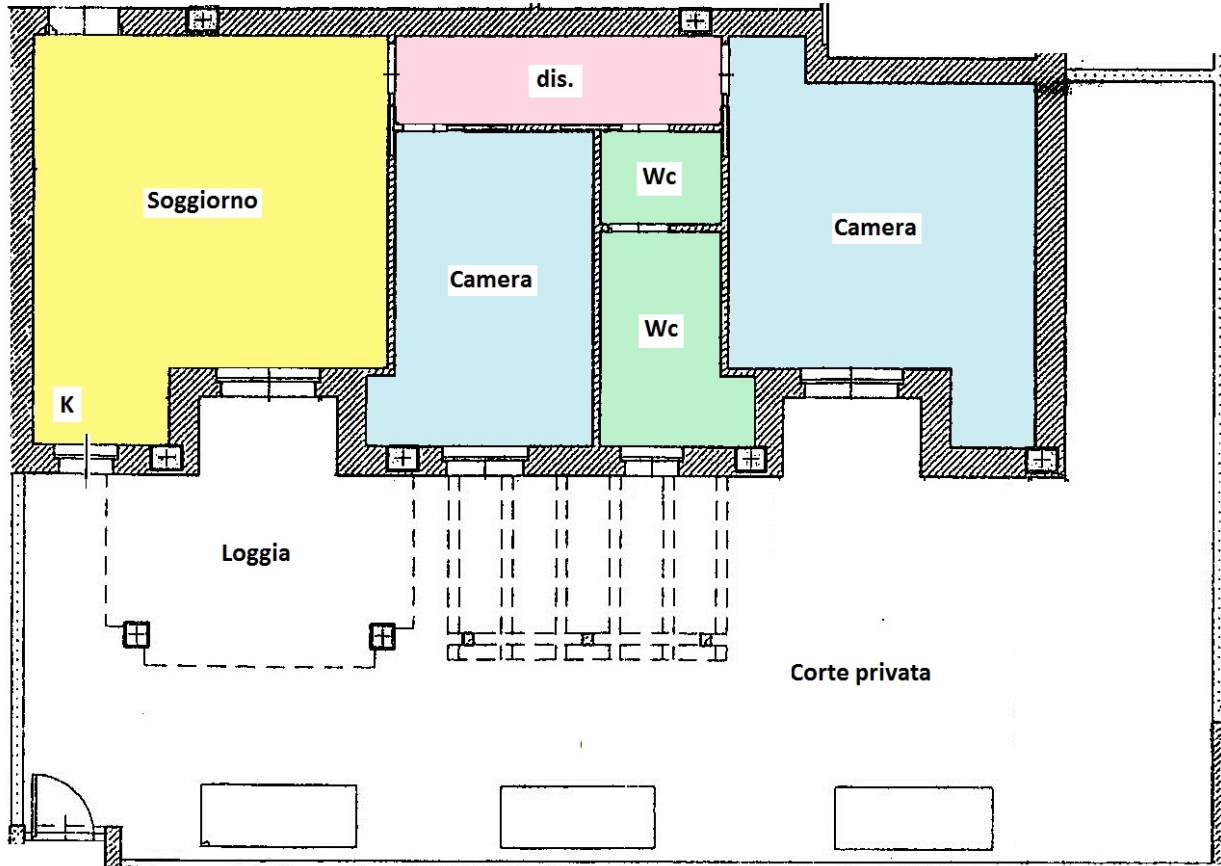 dis.
Wc
Soggiorno
Camera
Camera
Wc
K
Loggia
Corte privata